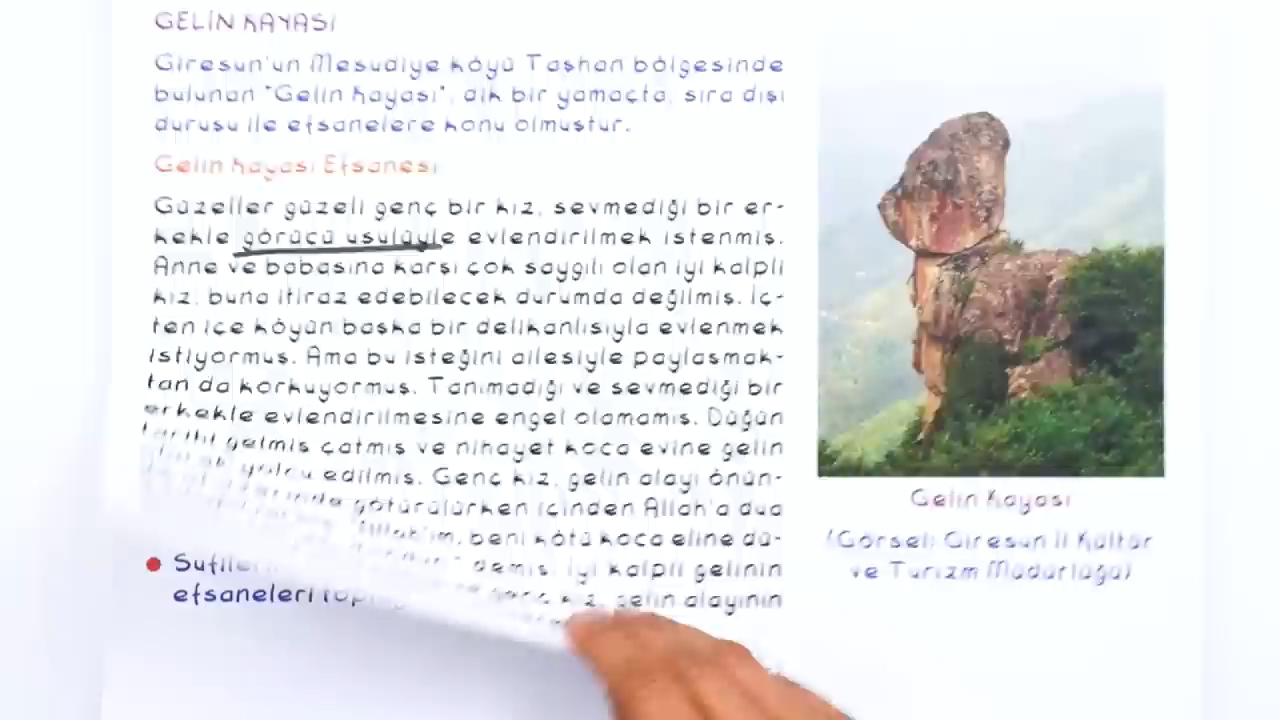 GELİN KAYASI
Giresun'un Mesudiye köyü Taşhan bölgesinde
bulunan "Gelin Kayası", dik bir yamaçta, sıra dışı
duruşu ile efsanelere konu olmuştur.
Gelin Kayası Efsanesi
Güzeller güzeli genç bir kız, sevmediği bir er-
kekle görücü usulüyle evlendirilmek istenmiş.
Anne ve babasına karşı çok saygılı olan iyi kalpli
kız, buna itiraz edebilecek durumda değilmiş. İç-
ten içe köyün başka bir delikanlısıyla evlenmek
istiyormuş. Ama bu isteğini ailesiyle paylaşmak-
tan da korkuyormuş. Tanımadığı ve sevmediği bir
erkekle evlendirilmesine engel olamamış. Düğün
tarihi gelmiş çatmış ve nihayet koca evine gelin
yolcu edilmiş. Genç kız, gelin alayı önün-
götürülürken içinden Allah'a dua
beni kötü koca eline dü-
demiş. İyi kalpli gelinin
kız, gelin alayının
efsaneleri
Gelin Kayası
(Görsel: Giresun İl Kültür
ve Turizm Müdürlüğü)